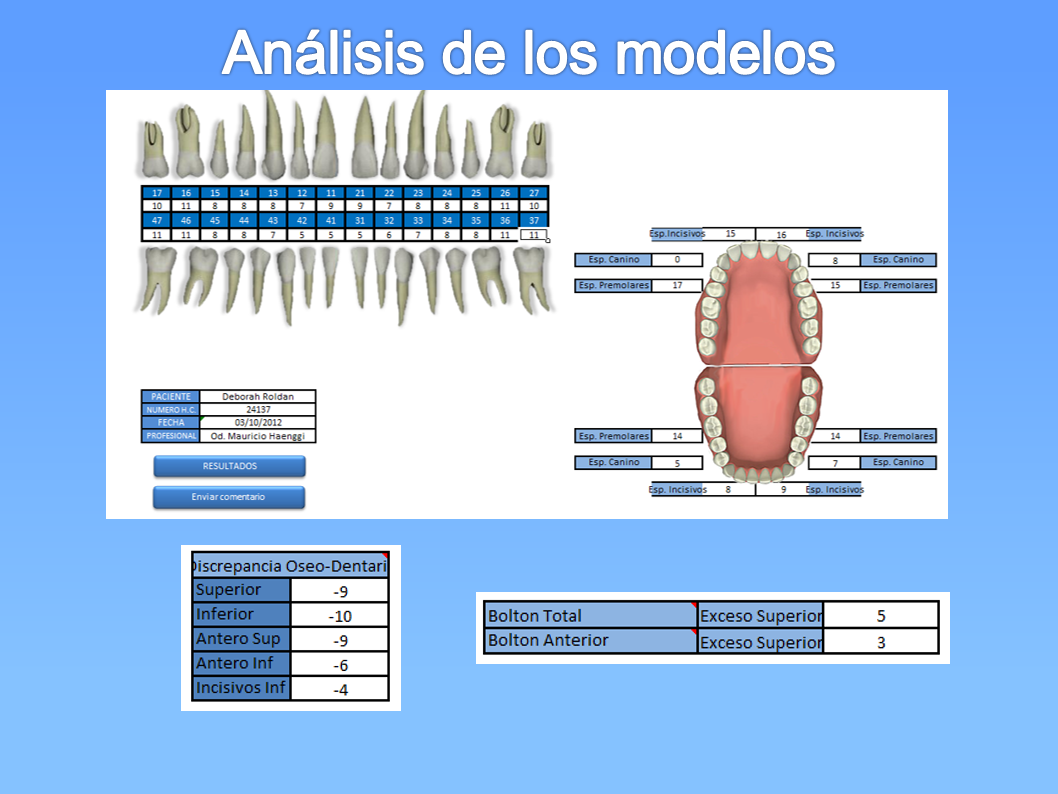 Análisis de los modelos
17 16 15 14 13 12 11 21 22 23 24 25 26 27
10 11 8 8 8 7 9 9 7 8 8 8 11 10
47 46 45 44 43 42 41 31 32 33 34 35 36 37
11 11 8 8 7 5 5 5 6 7 8 8 11 11
Esp.Incisivos 15 16 Esp. Incisivos
Esp. Canino 0 8 Esp. Canino
Esp. Premolares 17 15 Esp. Premolares
Esp. Premolares 14 14 Esp. Premolares
Esp. Canino 5 7 Esp. Canino
Esp. Incisivos 8 9 Esp. Incisivos
PACIENTE Deborah Roldan
NUMERO H.C. 24137
FECHA 03/10/2012
PROFESIONAL Od. Mauricio Haenggi
RESULTADOS
Enviar comentario
Discrepancia Oseo-Dentari
Superior -9
Inferior -10
Antero Sup -9
Antero Inf -6
Incisivos Inf -4
Bolton Total Exceso Superior 5
Bolton Anterior Exceso Superior 3